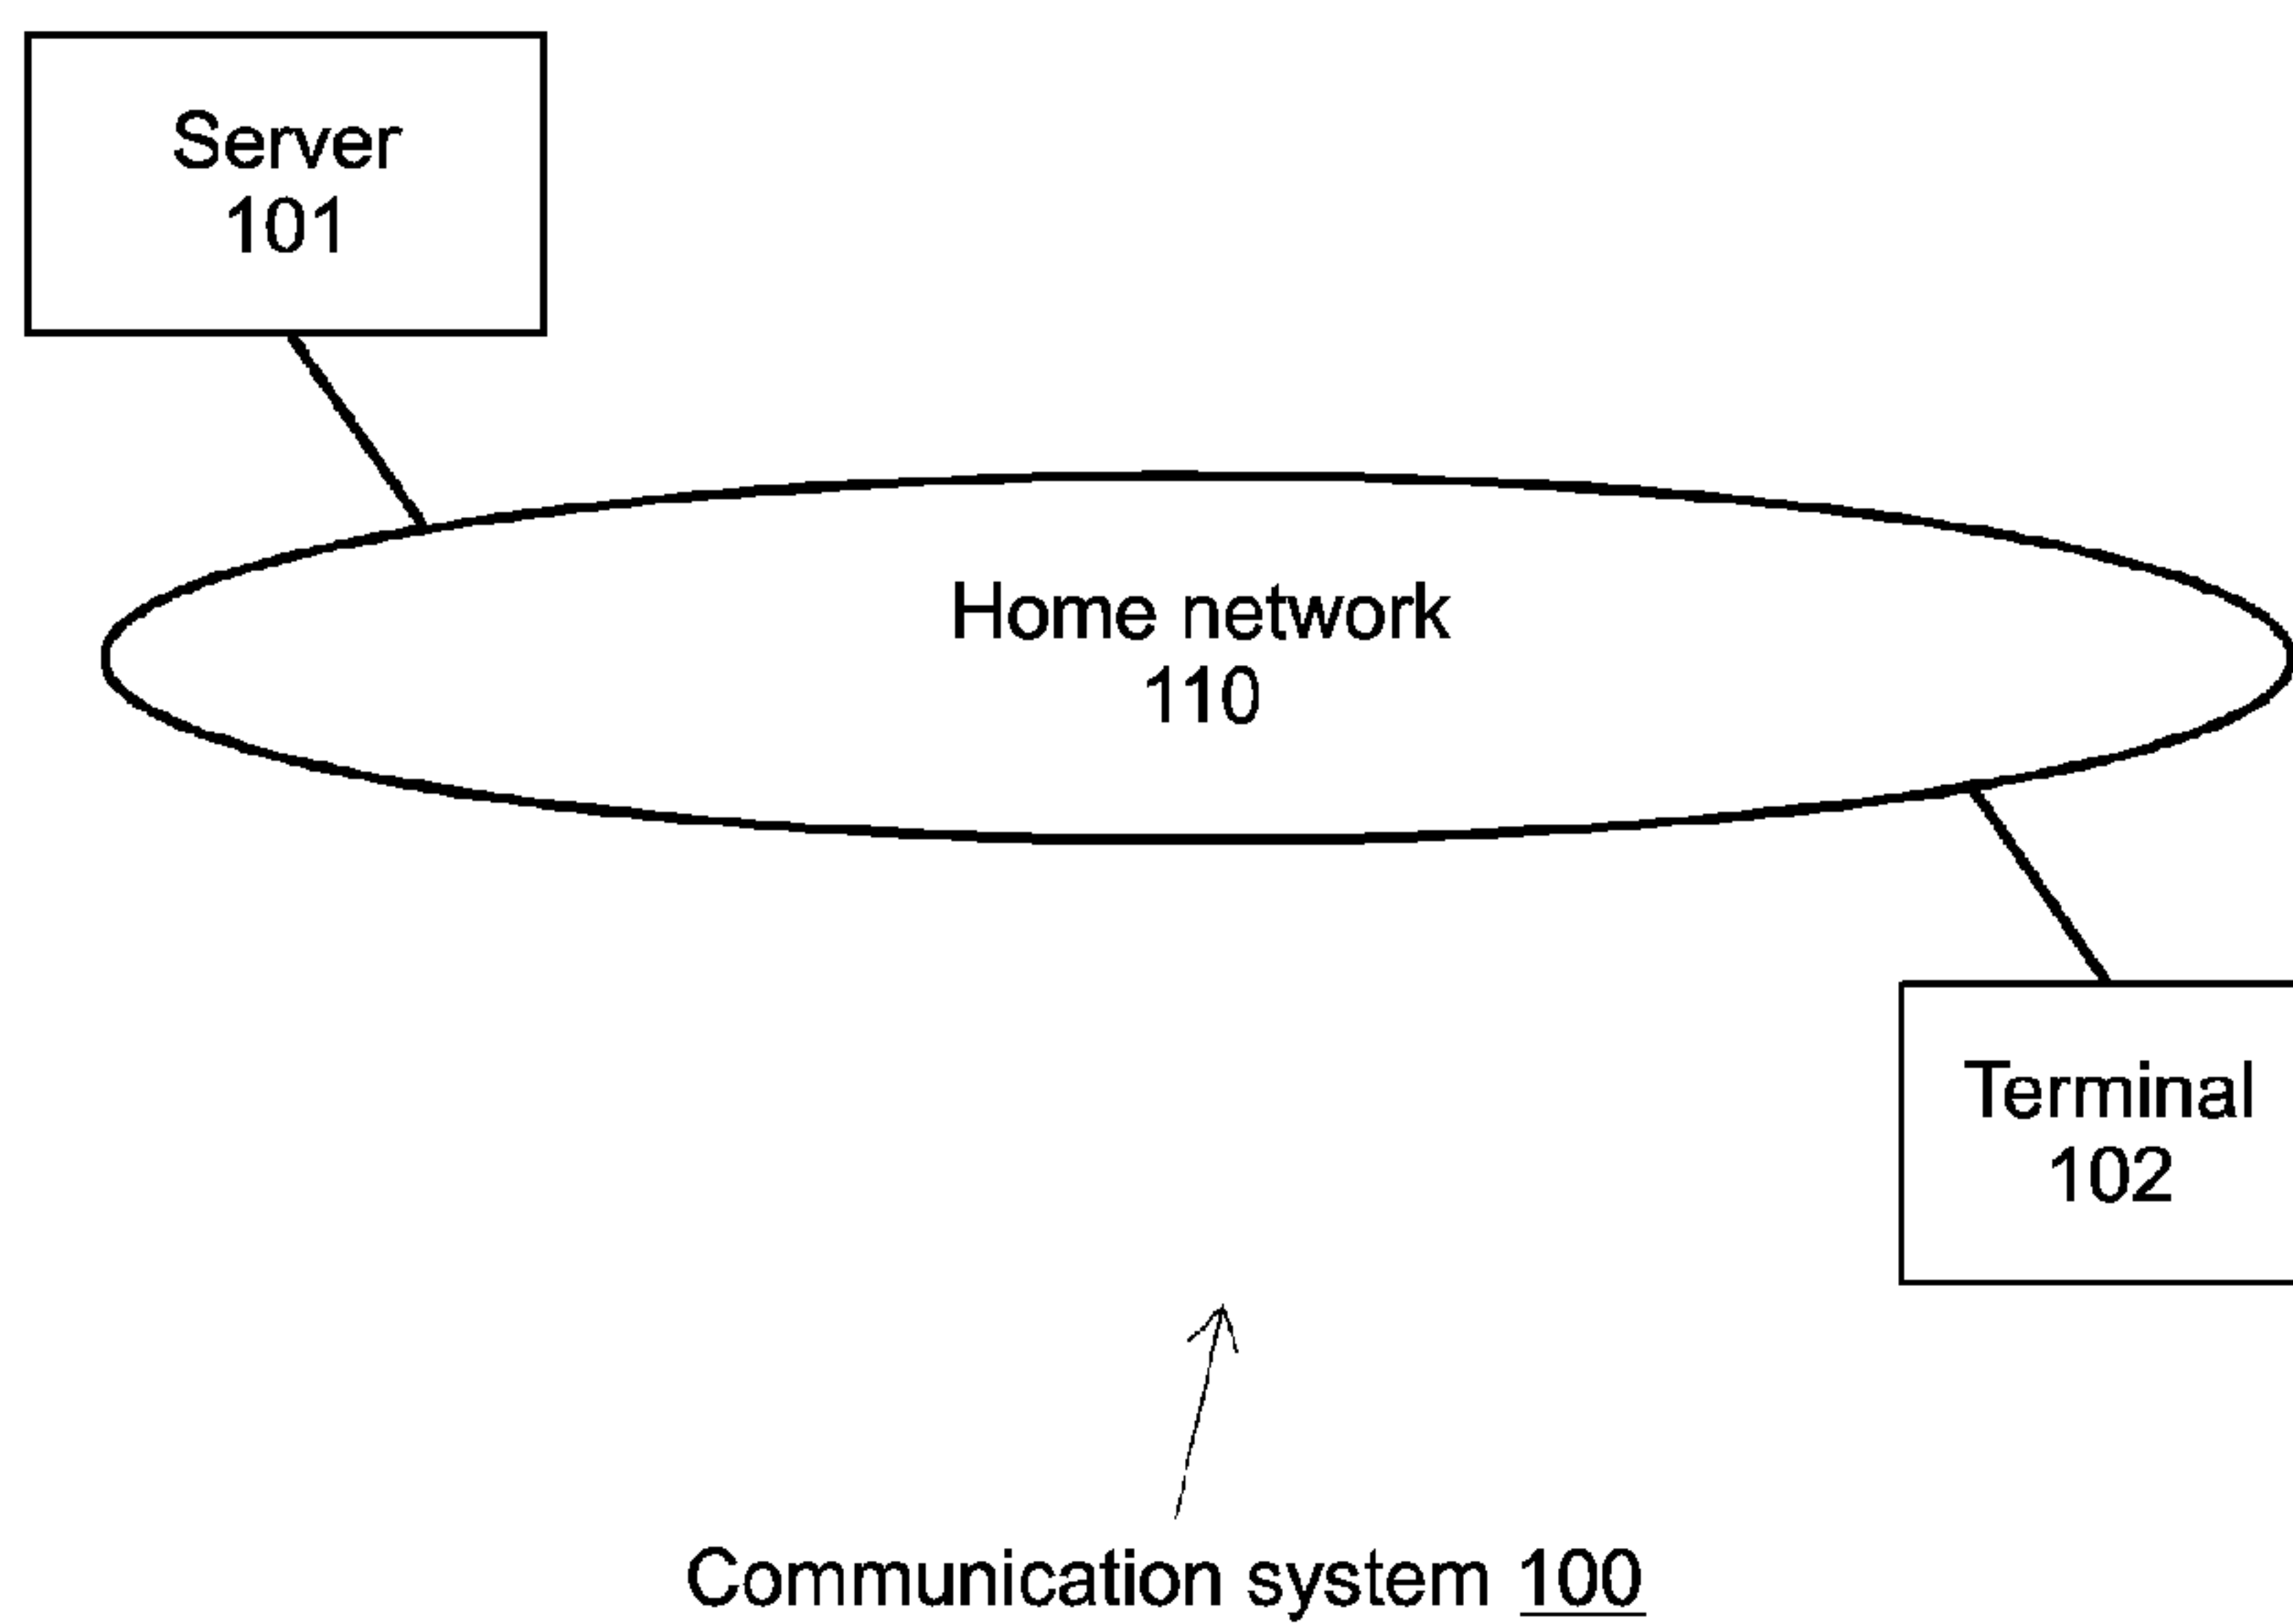 Server
101
Home network
110
Terminal
102
Communication system 100